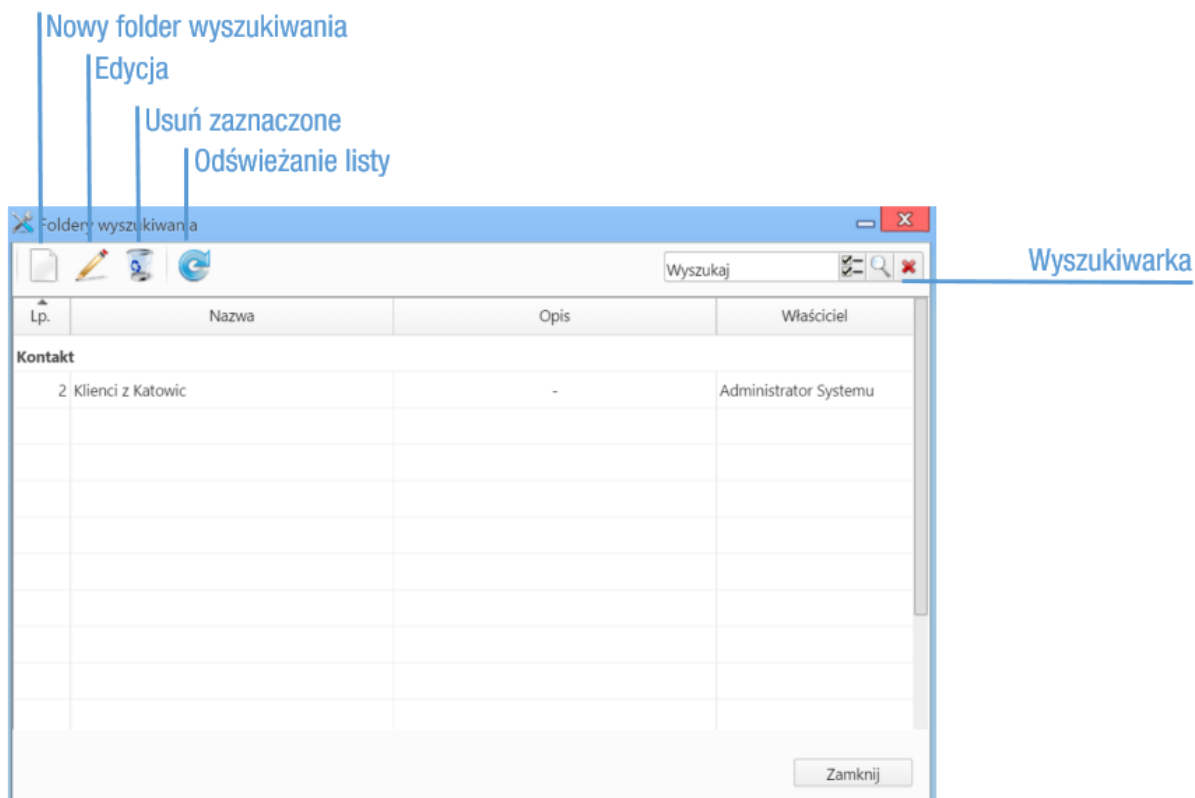 Nowy folder wyszukiwania
Edycja
Usuń zaznaczone
Odświeżanie listy
Foldery wyszukiwania
Wyszukaj
Wyszukiwarka
Lp. Nazwa Opis Właściciel
Kontakt
2 Klienci z Katowic - Administrator Systemu
Zamknij